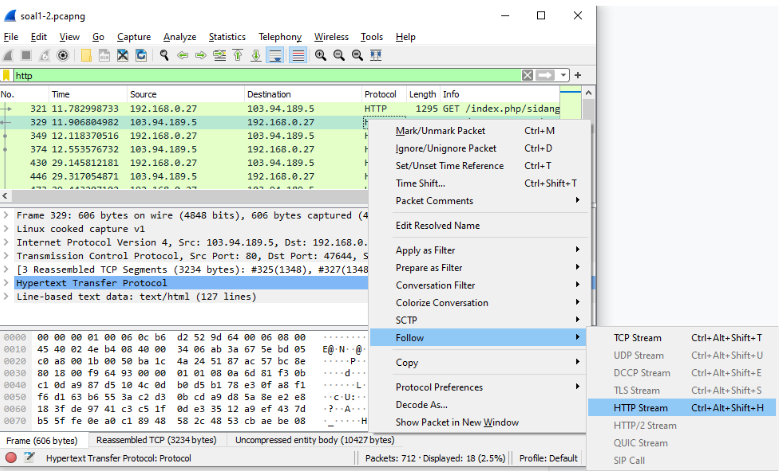 soal1-2.pcapng
File Edit View Go Capture Analyze Statistics Telephony Wireless Tools Help
http
No. Time Source Destination Protocol Length Info
321 11.782998733 192.168.0.27 103.94.189.5 HTTP 1295 GET /index.php/sidang
329 11.906804982 103.94.189.5 192.168.0.27
349 12.118370516 192.168.0.27 103.94.189.5
374 12.553576732 192.168.0.27 103.94.189.5
430 29.145812181 192.168.0.27 103.94.189.5
446 29.317054871 103.94.189.5 192.168.0.27
Mark/Unmark Packet Ctrl+M
Ignore/Unignore Packet Ctrl+D
Set/Unset Time Reference Ctrl+T
Time Shift... Ctrl+Shift+T
Packet Comments
Edit Resolved Name
Apply as Filter
Prepare as Filter
Conversation Filter
Colorize Conversation
SCTP
Follow
Copy
Protocol Preferences
Decode As...
Show Packet in New Window
TCP Stream Ctrl+Alt+Shift+T
UDP Stream Ctrl+Alt+Shift+U
DCCP Stream Ctrl+Alt+Shift+E
TLS Stream Ctrl+Alt+Shift+S
HTTP Stream Ctrl+Alt+Shift+H
HTTP/2 Stream
QUIC Stream
SIP Call
Frame 329: 606 bytes on wire (4848 bits), 606 bytes captured (4
Linux cooked capture v1
Internet Protocol Version 4, Src: 103.94.189.5, Dst: 192.168.0.
Transmission Control Protocol, Src Port: 80, Dst Port: 47644, S
[3 Reassembled TCP Segments (3234 bytes): #325(1348), #327(1348
Hypertext Transfer Protocol
Line-based text data: text/html (127 lines)
0000 00 00 00 01 00 06 0c b6 d2 52 9d 64 00 06 08 00
0010 45 40 02 4e b4 08 40 00 34 06 ab 3a 67 5e bd 05 E@·N··@·
0020 c0 a8 00 1b 00 50 ba 1c 4a 24 51 87 ac 57 bc 8e ·····P··
0030 80 18 00 f9 64 93 00 00 01 01 08 0a 6d 81 f3 0b ····d···
0040 c1 0d a9 87 d5 10 4c 0d b0 d5 b1 78 e3 0f a8 f1 ······L·
0050 f6 d1 63 b6 55 3a c2 d3 0b cd a9 d8 5a 8e e9 e2 ··c·U:··
0060 18 3f de 97 41 c3 c5 1f 0d e3 35 12 a9 ef 43 7d ·?··A···
0070 b5 5f fe 0e a0 c1 89 48 58 2c 48 53 cb ae be 08 ·_·····H
Frame (606 bytes) Reassembled TCP (3234 bytes) Uncompressed entity body (10427 bytes)
Hypertext Transfer Protocol: Protocol Packets: 712 · Displayed: 18 (2.5%) Profile: Default